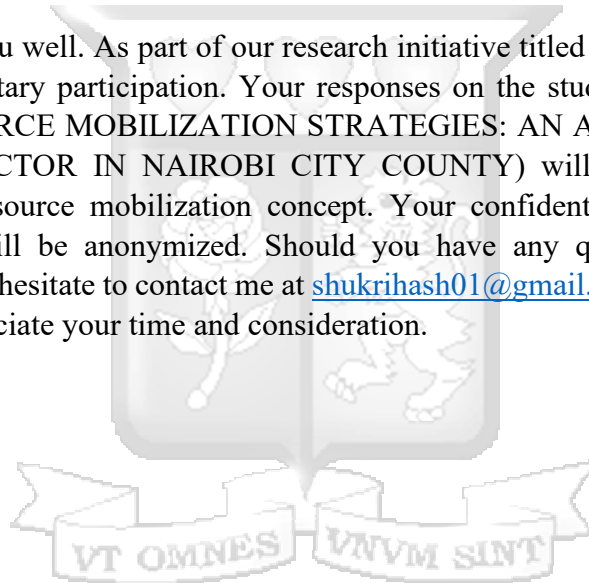 u well. As part of our research initiative titled
tary participation. Your responses on the stud
RCE MOBILIZATION STRATEGIES: AN A
CTOR IN NAIROBI CITY COUNTY) will
source mobilization concept. Your confident
ill be anonymized. Should you have any q
hesitate to contact me at shukrihash01@gmail.
ciate your time and consideration.
VT OMNES VNVM SINT